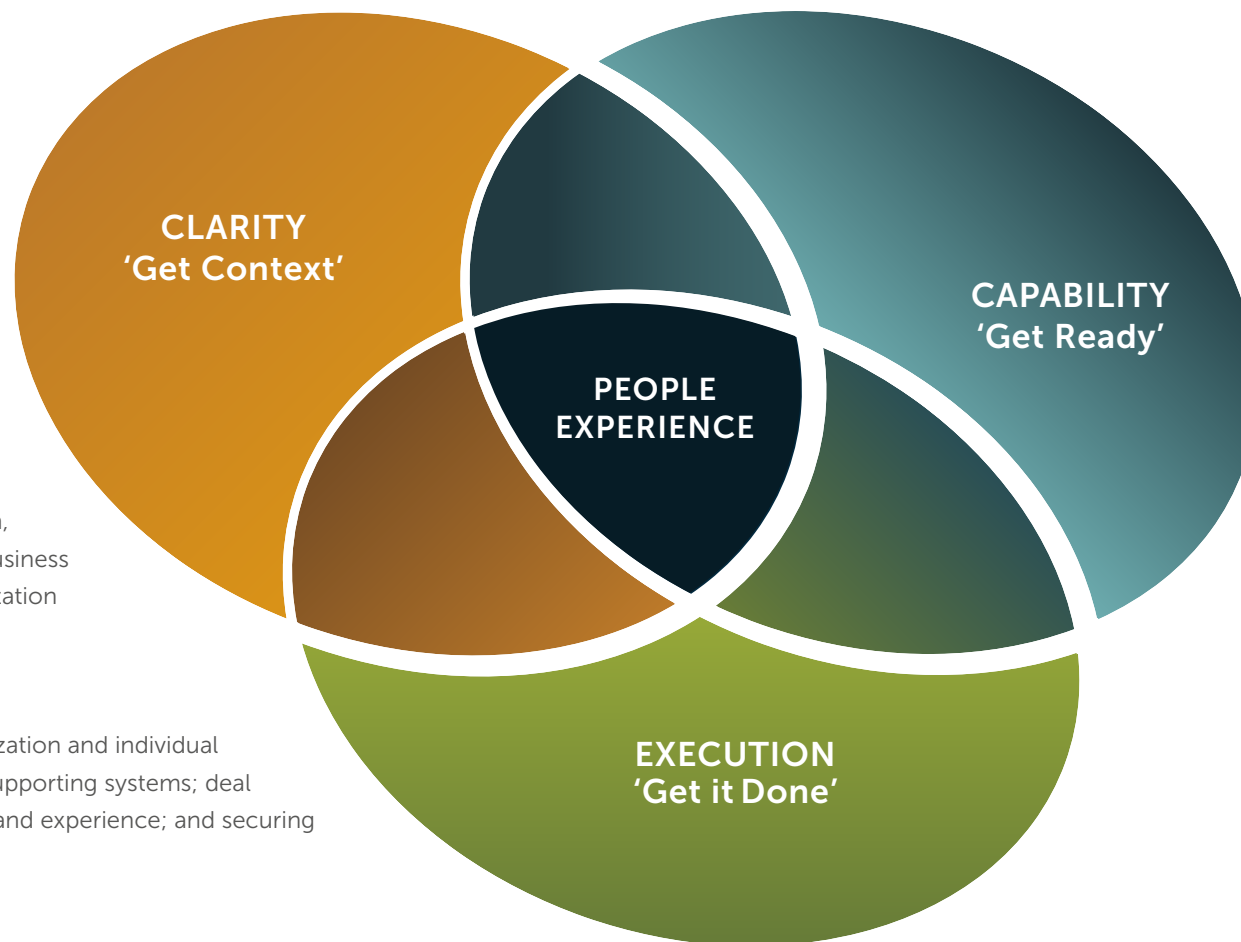 CLARITY
‘Get Context’
CAPABILITY
‘Get Ready’
PEOPLE
EXPERIENCE
usiness
ation
zation and individual
upporting systems; deal
and experience; and securing
EXECUTION
‘Get it Done’